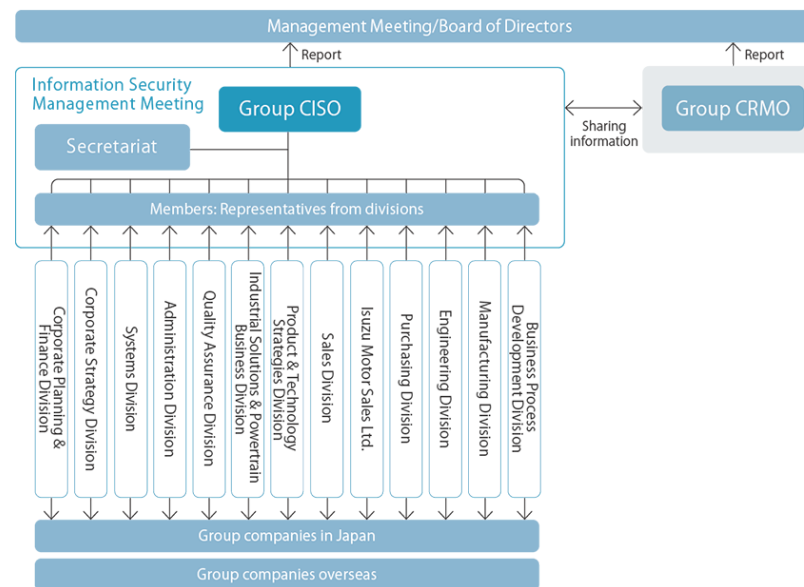 Management Meeting/Board of Directors
Report
Report
Information Security
Management Meeting
Group CISO
Group CRMO
Sharing
information
Secretariat
Members: Representatives from divisions
Corporate Planning &
Finance Division
Corporate Strategy Division
Systems Division
Administration Division
Quality Assurance Division
Industrial Solutions & Powertrain
Business Division
Product & Technology
Strategies Division
Sales Division
Isuzu Motor Sales Ltd.
Purchasing Division
Engineering Division
Manufacturing Division
Business Process
Development Division
Group companies in Japan
Group companies overseas